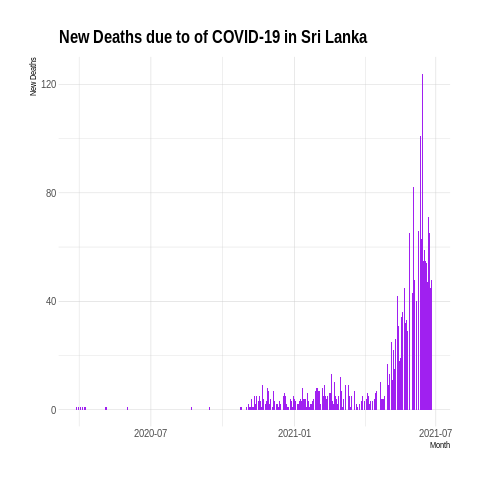 New Deaths due to of COVID-19 in Sri Lanka
New Deaths
120
80
40
0
2020-07 2021-01 2021-07
Month